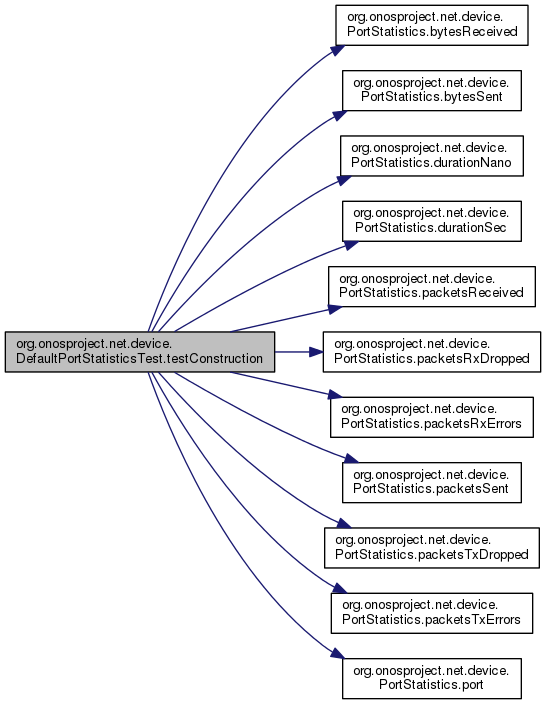 org.onosproject.net.device.
PortStatistics.bytesReceived
org.onosproject.net.device.
PortStatistics.bytesSent
org.onosproject.net.device.
PortStatistics.durationNano
org.onosproject.net.device.
PortStatistics.durationSec
org.onosproject.net.device.
PortStatistics.packetsReceived
org.onosproject.net.device.
DefaultPortStatisticsTest.testConstruction
org.onosproject.net.device.
PortStatistics.packetsRxDropped
org.onosproject.net.device.
PortStatistics.packetsRxErrors
org.onosproject.net.device.
PortStatistics.packetsSent
org.onosproject.net.device.
PortStatistics.packetsTxDropped
org.onosproject.net.device.
PortStatistics.packetsTxErrors
org.onosproject.net.device.
PortStatistics.port